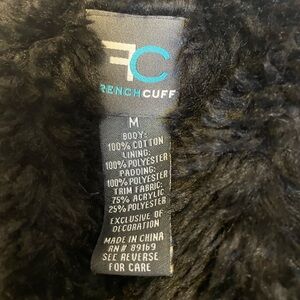 FC
FRENCHCUFF
M
BODY:
100% COTTON
LINING:
100% POLYESTER
PADDING:
100% POLYESTER
TRIM FABRIC:
75% ACRYLIC
25% POLYESTER
EXCLUSIVE OF
DECORATION
MADE IN CHINA
RN# 89169
SEE REVERSE
FOR CARE